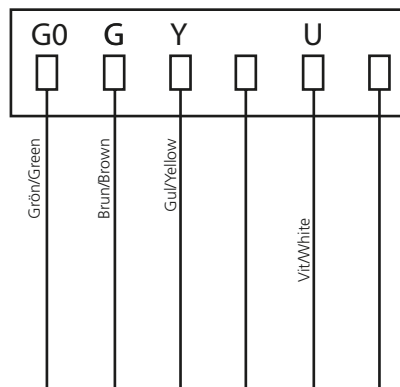 G0 G Y U
Grön/Green
Brun/Brown
Gul/Yellow
Vit/White